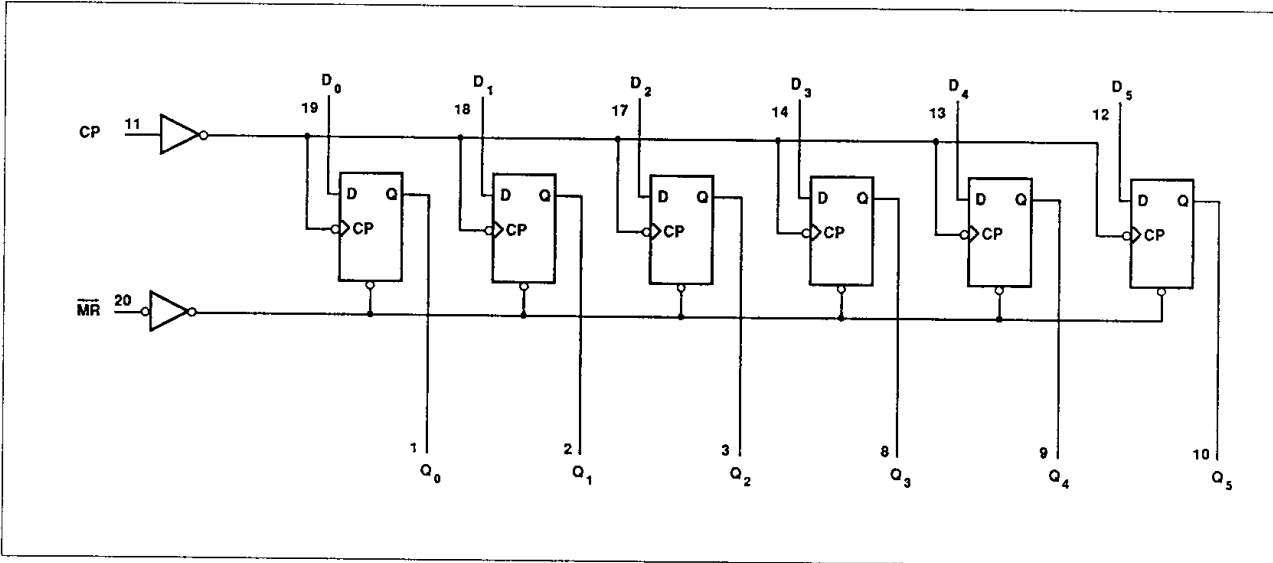 D0 D1 D2 D3 D4 D5
19 18 17 14 13 12
CP 11
D Q D Q D Q D Q D Q D Q
CP CP CP CP CP CP
M̅R̅ 20
1 2 3 8 9 10
Q0 Q1 Q2 Q3 Q4 Q5